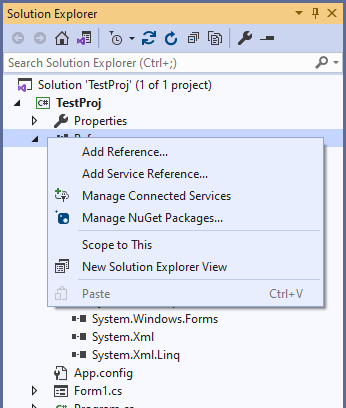 Solution Explorer
Search Solution Explorer (Ctrl+;)
Solution 'TestProj' (1 of 1 project)
C# TestProj
Properties
Add Reference...
Add Service Reference...
Manage Connected Services
Manage NuGet Packages...
Scope to This
New Solution Explorer View
Paste Ctrl+V
System.Windows.Forms
System.Xml
System.Xml.Linq
App.config
Form1.cs